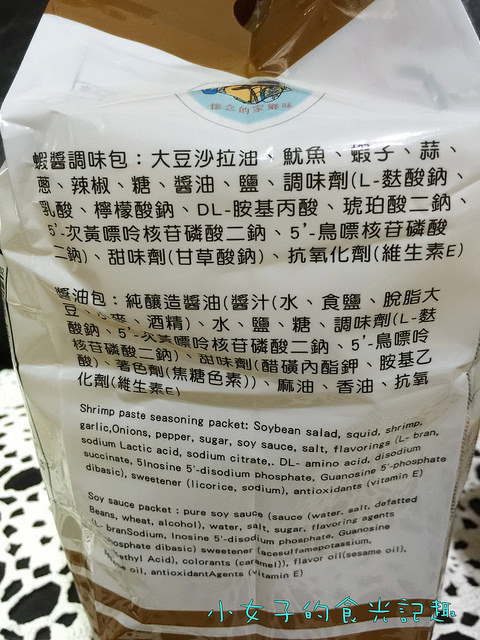 懷念的家鄉味
蝦醬調味包：大豆沙拉油、魷魚、蝦子、蒜、
蔥、辣椒、糖、醬油、鹽、調味劑(L-麩酸鈉、
乳酸、檸檬酸鈉、DL-胺基丙酸、琥珀酸二鈉、
5'-次黃嘌呤核苷磷酸二鈉、5'-鳥嘌呤核苷磷酸
二鈉)、甜味劑(甘草酸鈉)、抗氧化劑(維生素E)
醬油包：純釀造醬油(醬汁(水、食鹽、脫脂大
豆、小麥、酒精)、水、鹽、糖、調味劑(L-麩
酸鈉、5'-次黃嘌呤核苷磷酸二鈉、5'-鳥嘌呤
核苷磷酸二鈉)、甜味劑(醋磺內酯鉀、胺基乙
酸)、著色劑(焦糖色素))、麻油、香油、抗氧
化劑(維生素E)
Shrimp paste seasoning packet: Soybean salad, squid, shrimp,
garlic,Onions, pepper, sugar, soy sauce, salt, flavorings (L- bran,
sodium Lactic acid, sodium citrate,. DL- amino acid, disodium
succinate, 5Inosine 5'-disodium phosphate, Guanosine 5'-phosphate
dibasic), sweetener (licorice, sodium), antioxidants (vitamin E)
Soy sauce packet : pure soy sauce (sauce (water, salt, defatted
Beans, wheat, alcohol), water, salt, sugar, flavoring agents
(L- branSodium, Inosine 5'-disodium phosphate, Guanosine
phosphate dibasic) sweetener (acesulfamapotassium,
Acid), colorants (caramel)), flavor oil(sesame oil),
oil, antioxidantAgents (vitamin E)
小女子的食光記趣